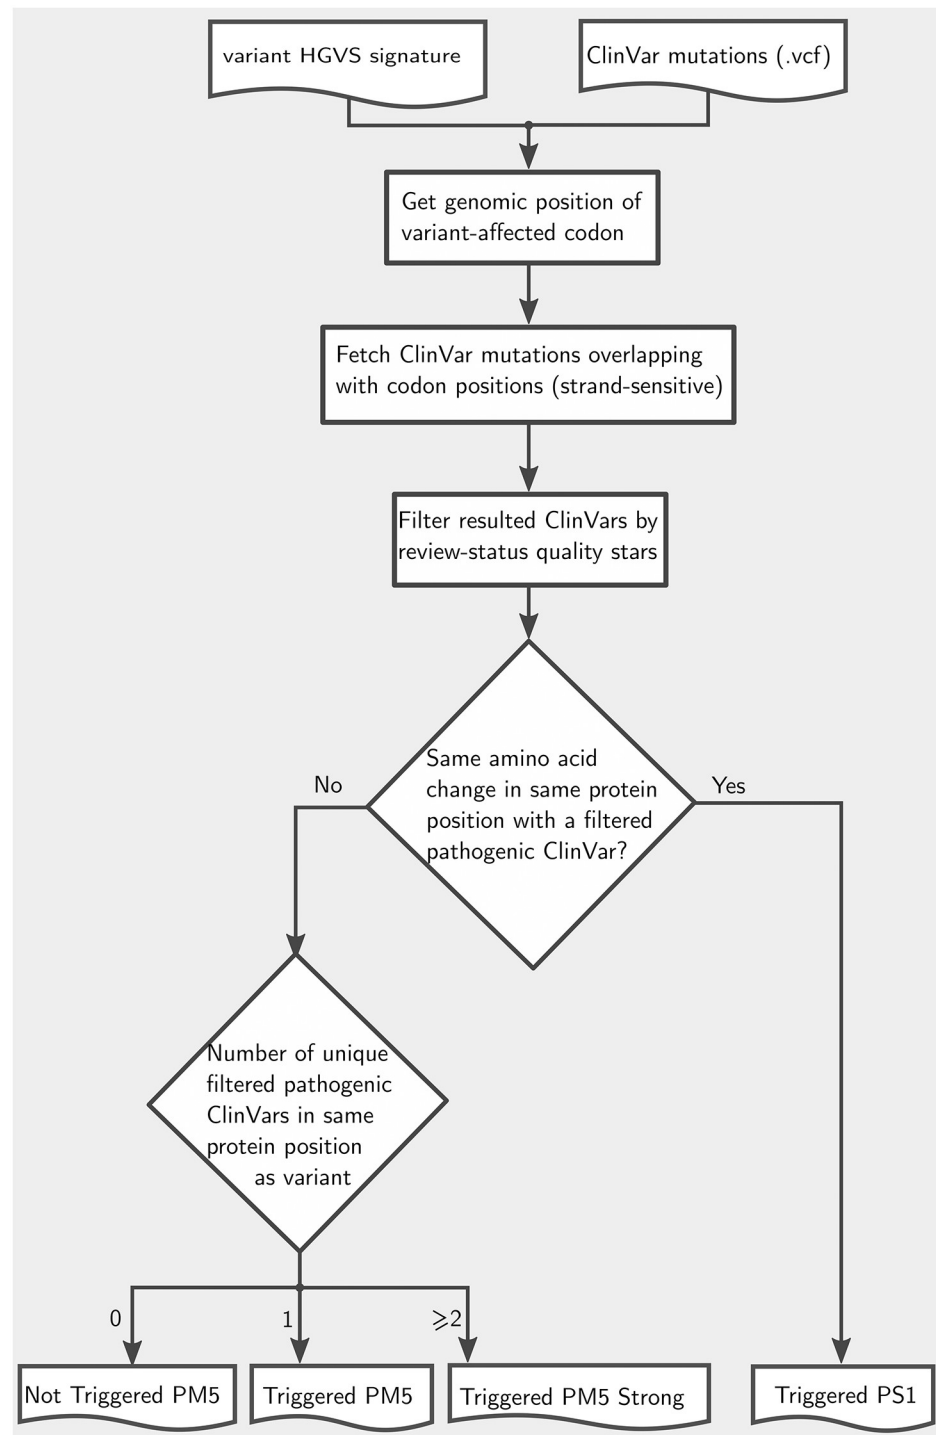 variant HGVS signature
ClinVar mutations (.vcf)
Get genomic position of
variant-affected codon
Fetch ClinVar mutations overlapping
with codon positions (strand-sensitive)
Filter resulted ClinVars by
review-status quality stars
Same amino acid
change in same protein
position with a filtered
pathogenic ClinVar?
No
Yes
Number of unique
filtered pathogenic
ClinVars in same
protein position
as variant
0
1
⩾2
Not Triggered PM5
Triggered PM5
Triggered PM5 Strong
Triggered PS1